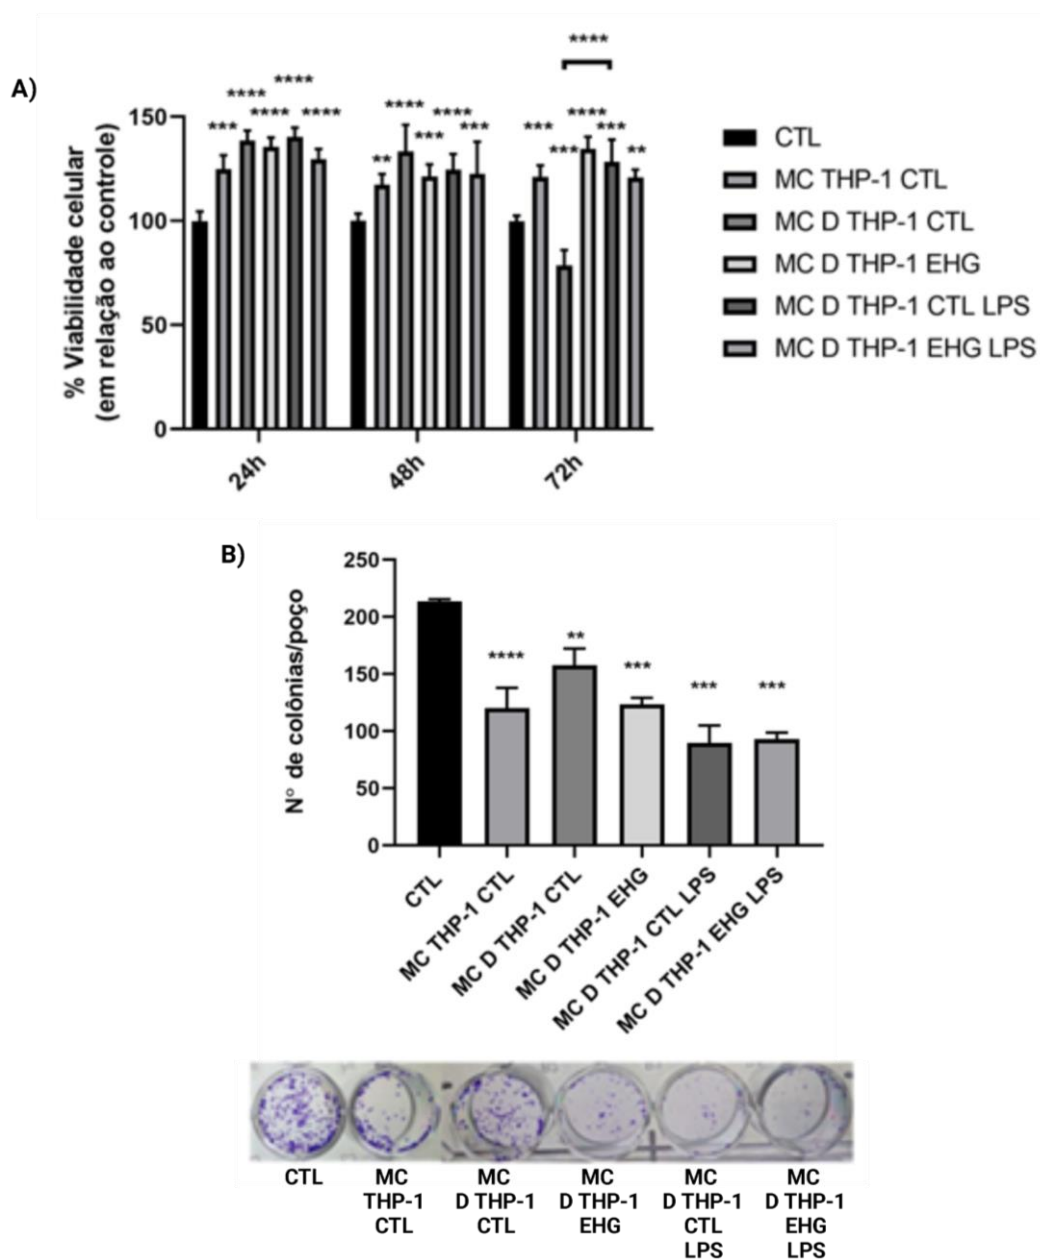 A)
% Viabilidade celular
(em relação ao controle)
150
100
50
0
***
****
****
****
****
**
****
***
****
***
****
***
***
****
***
**
24h
48h
72h
CTL
MC THP-1 CTL
MC D THP-1 CTL
MC D THP-1 EHG
MC D THP-1 CTL LPS
MC D THP-1 EHG LPS
B)
N° de colônias/poço
250
200
150
100
50
0
****
**
***
***
***
CTL
MC THP-1 CTL
MC D THP-1 CTL
MC D THP-1 EHG
MC D THP-1 CTL LPS
MC D THP-1 EHG LPS
CTL
MC
THP-1
CTL
MC
D THP-1
CTL
MC
D THP-1
EHG
MC
D THP-1
CTL
LPS
MC
D THP-1
EHG
LPS